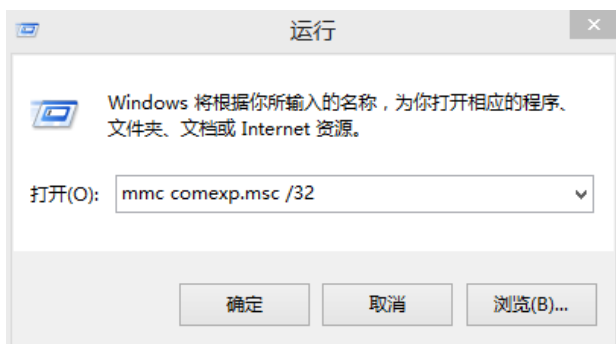 运行
Windows 将根据你所输入的名称，为你打开相应的程序、
文件夹、文档或 Internet 资源。
打开(O): mmc comexp.msc /32
确定 取消 浏览(B)...